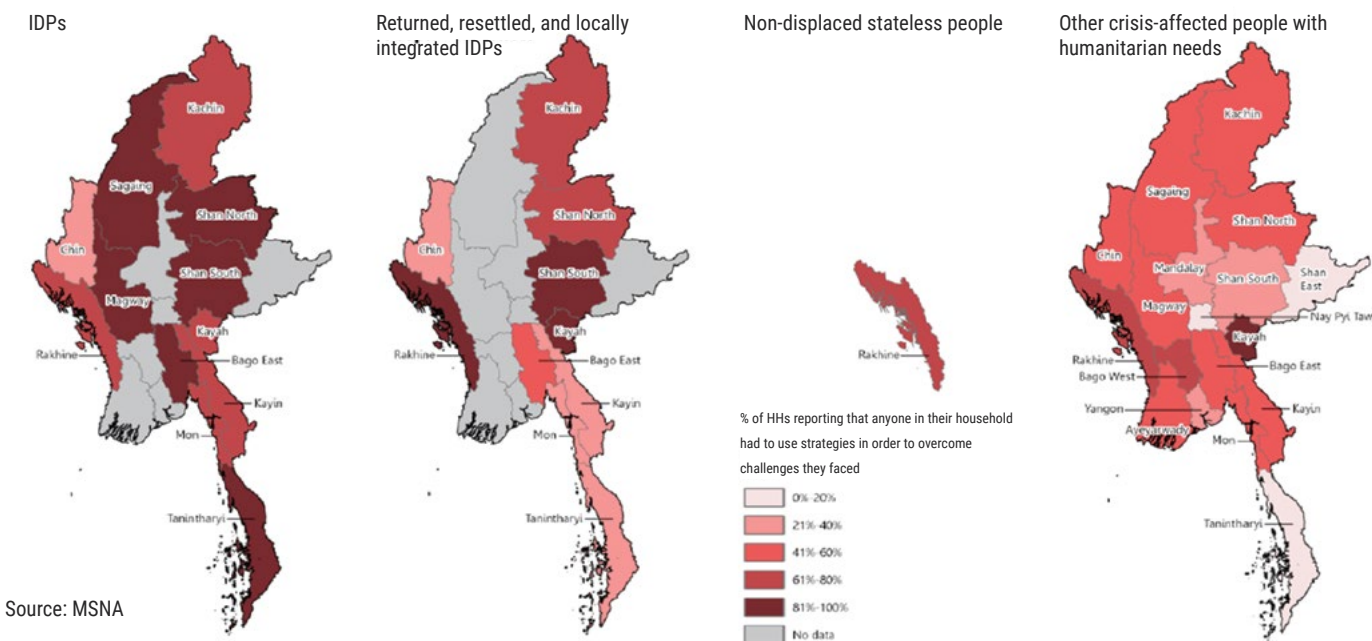 IDPs
Returned, resettled, and locally
integrated IDPs
Non-displaced stateless people
Other crisis-affected people with
humanitarian needs
Kachin
Sagaing
Shan North
Chin
Shan South
Magway
Kayah
Rakhine
Bago East
Kayin
Mon
Tanintharyi
Kachin
Shan North
Chin
Shan South
Kayah
Rakhine
Bago East
Kayin
Mon
Tanintharyi
Rakhine
Kachin
Sagaing
Shan North
Chin
Mandalay
Shan South
Shan
East
Magway
Nay Pyi Taw
Kayah
Rakhine
Bago East
Bago West
Yangon
Kayin
Ayeyarwady
Mon
Tanintharyi
% of HHs reporting that anyone in their household
had to use strategies in order to overcome
challenges they faced
0%-20%
21%-40%
41%-60%
61%-80%
81%-100%
No data
Source: MSNA